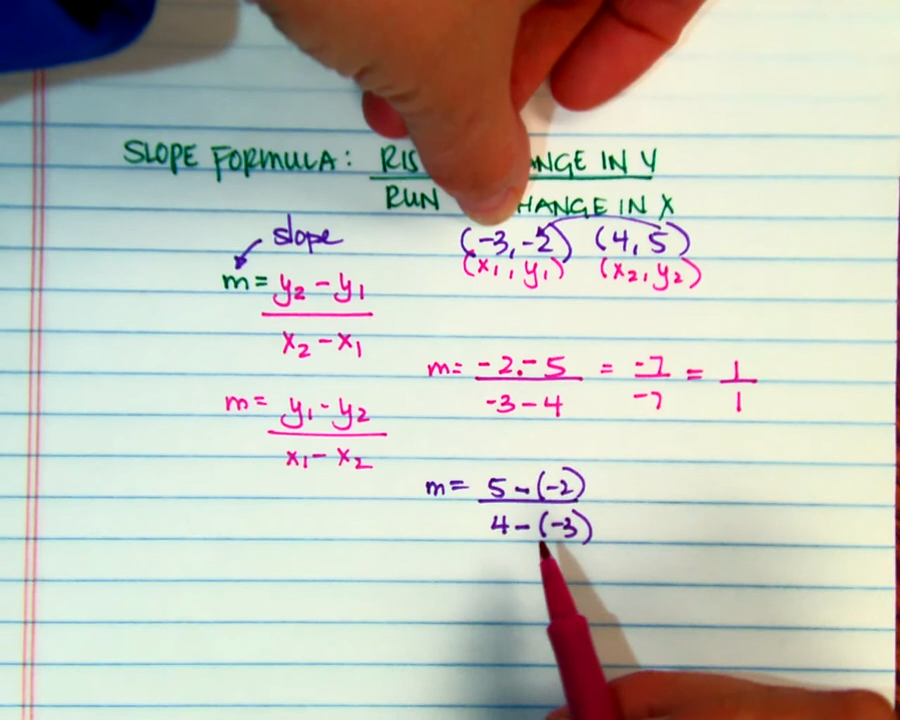 SLOPE FORMULA: RIS ANGE IN Y
RUN HANGE IN X
slope
(-3,-2) (4,5)
(x₁, y₁) (x₂, y₂)
m = y₂ - y₁
x₂ - x₁
m = -2 - 5 = -7 = 1
-3 - 4 -7 1
m = y₁ - y₂
x₁ - x₂
m = 5 - (-2)
4 - (-3)